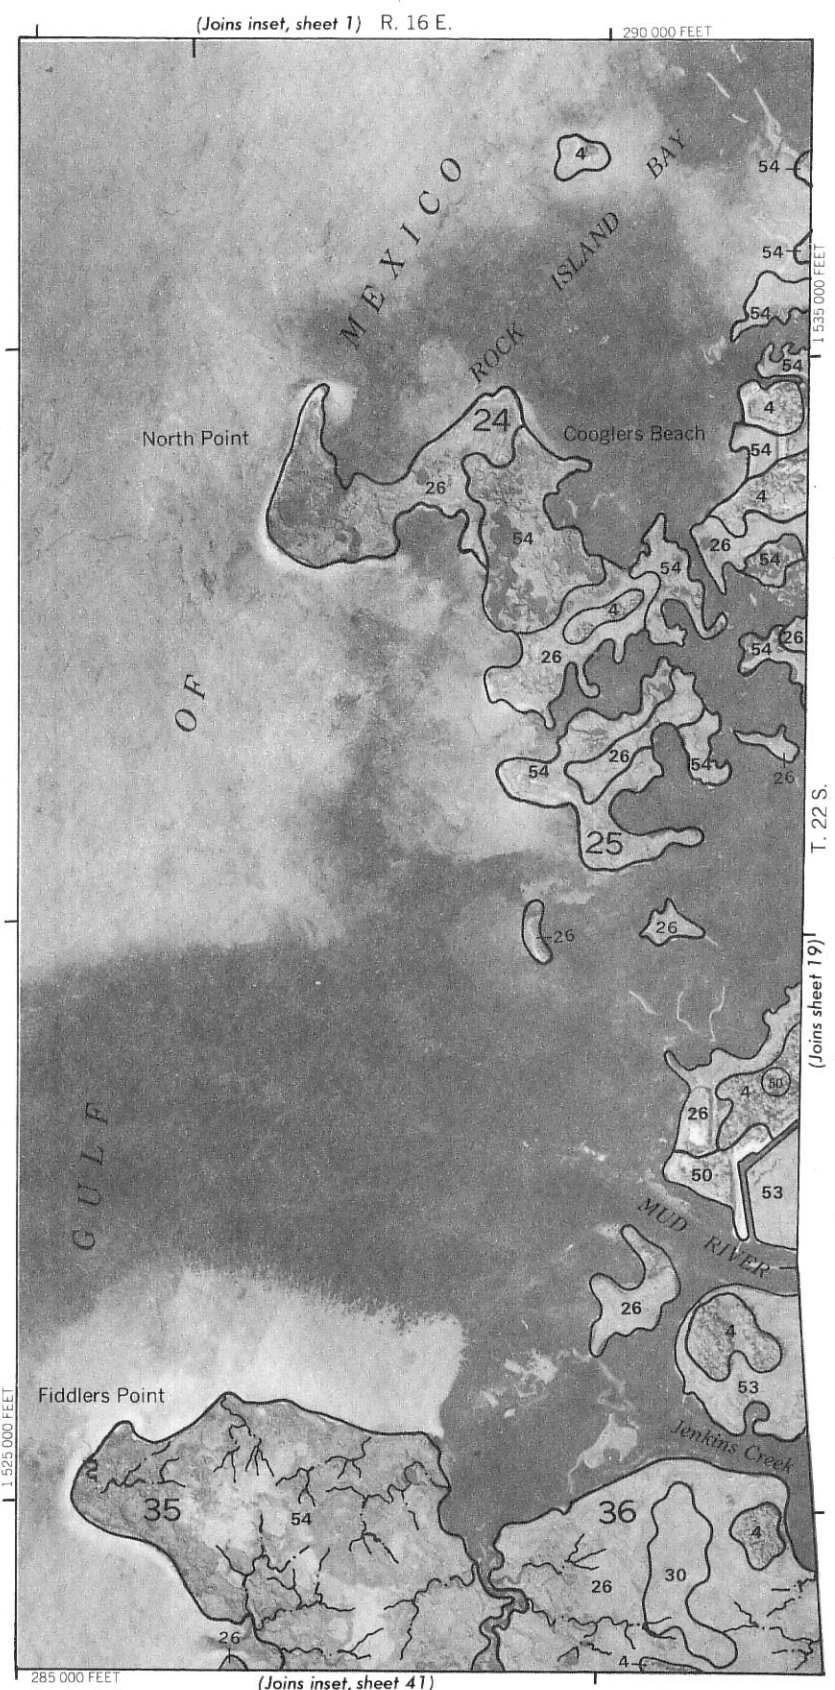 (Joins inset, sheet 1) R. 16 E.
290 000 FEET
4
BAY
54
MEXICO
ISLAND
54
1 535 000 FEET
54
ROCK
54
24
4
North Point
Cooglers Beach
54
26
4
54
26
54
54
4
26
54
26
OF
26
54
54
26
T. 22 S.
25
26
26
(Joins sheet 19)
50
4
26
GULF
50
53
MUD RIVER
26
4
53
Fiddlers Point
Jenkins Creek
1 525 000 FEET
35
54
36
4
30
26
26
4
285 000 FEET
(Joins inset, sheet 41)